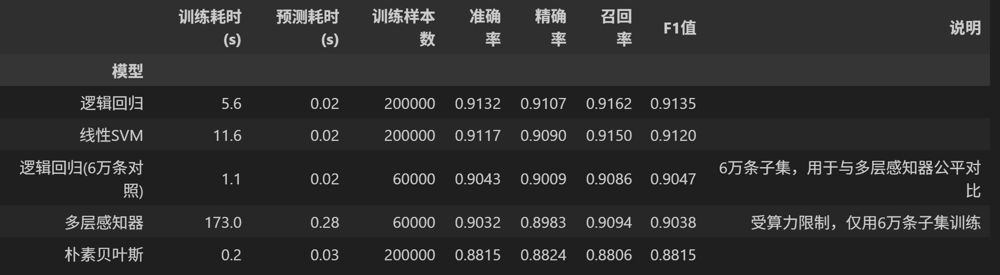 训练耗时(s) 预测耗时(s) 训练样本数 准确率 精确率 召回率 F1值 说明
模型
逻辑回归 5.6 0.02 200000 0.9132 0.9107 0.9162 0.9135
线性SVM 11.6 0.02 200000 0.9117 0.9090 0.9150 0.9120
逻辑回归(6万条对照) 1.1 0.02 60000 0.9043 0.9009 0.9086 0.9047 6万条子集，用于与多层感知器公平对比
多层感知器 173.0 0.28 60000 0.9032 0.8983 0.9094 0.9038 受算力限制，仅用6万条子集训练
朴素贝叶斯 0.2 0.03 200000 0.8815 0.8824 0.8806 0.8815